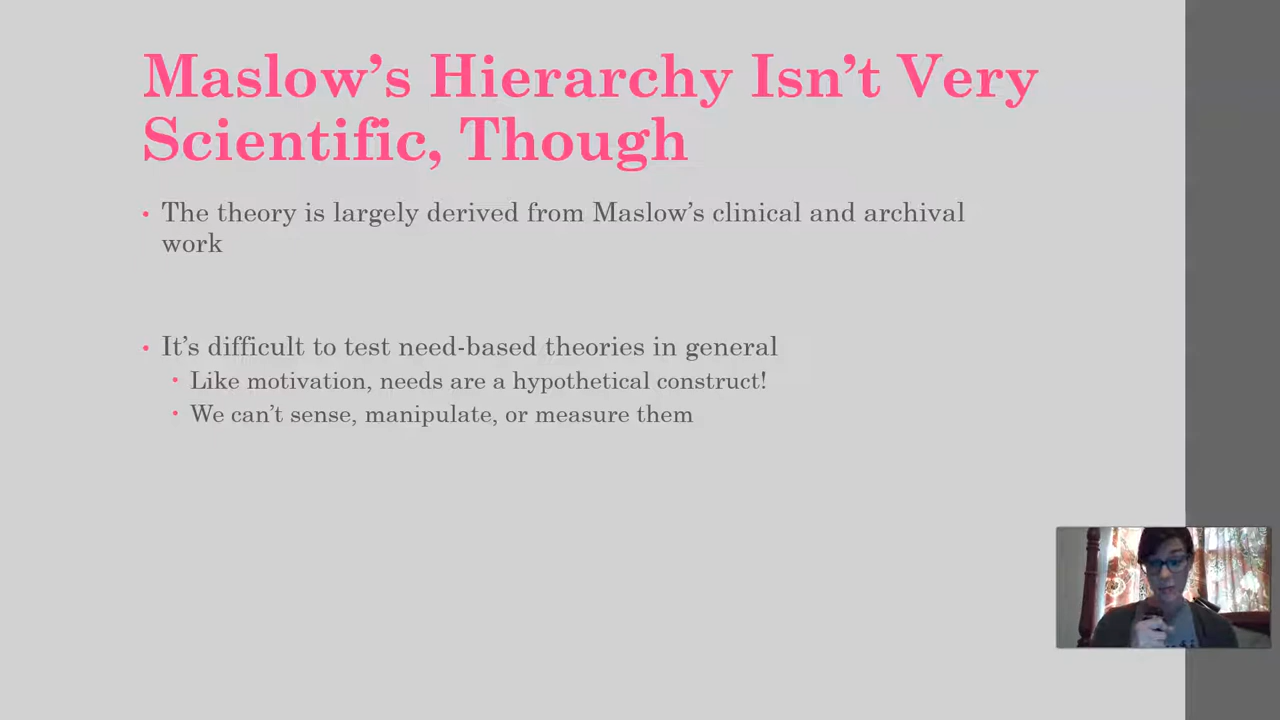 Maslow’s Hierarchy Isn’t Very
Scientific, Though
• The theory is largely derived from Maslow’s clinical and archival
work
• It’s difficult to test need-based theories in general
• Like motivation, needs are a hypothetical construct!
• We can’t sense, manipulate, or measure them